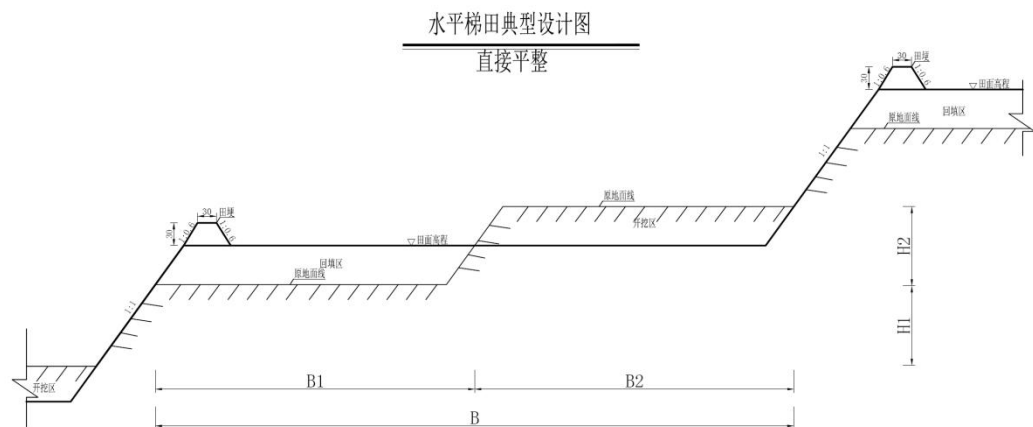 水平梯田典型设计图
直接平整
30
田埂
30
1:0.6
1:0.6
田面高程
回填区
原地面线
1:1
原地面线
开挖区
30
田埂
30
1:0.6
1:0.6
田面高程
回填区
原地面线
1:1
开挖区
H2
H1
B1
B2
B